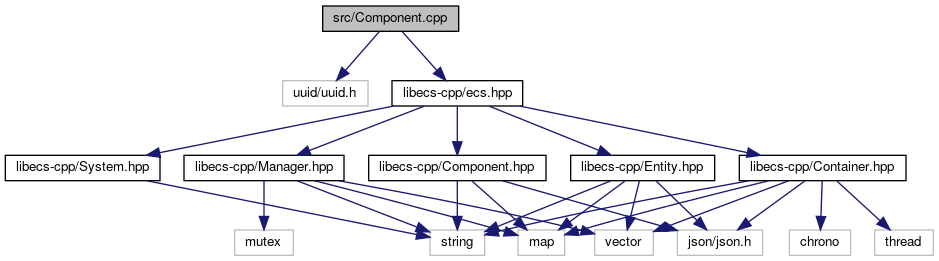 src/Component.cpp
uuid/uuid.h
libecs-cpp/ecs.hpp
libecs-cpp/System.hpp
libecs-cpp/Manager.hpp
libecs-cpp/Component.hpp
libecs-cpp/Entity.hpp
libecs-cpp/Container.hpp
mutex
string
map
vector
json/json.h
chrono
thread